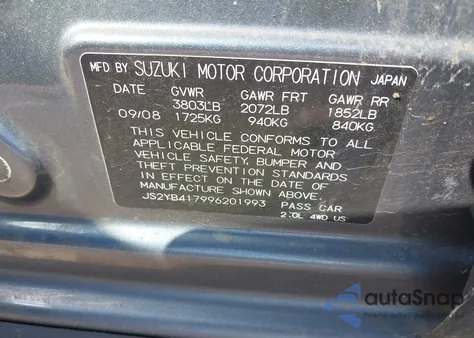 MFD BY SUZUKI MOTOR CORPORATION JAPAN
DATE GVWR GAWR FRT GAWR RR
3803LB 2072LB 1852LB
09/08 1725KG 940KG 840KG
THIS VEHICLE CONFORMS TO ALL
APPLICABLE FEDERAL MOTOR
VEHICLE SAFETY, BUMPER AND
THEFT PREVENTION STANDARDS
IN EFFECT ON THE DATE OF
MANUFACTURE SHOWN ABOVE.
JS2YB417996201993 PASS CAR
2.0L 4WD US
autoSnap